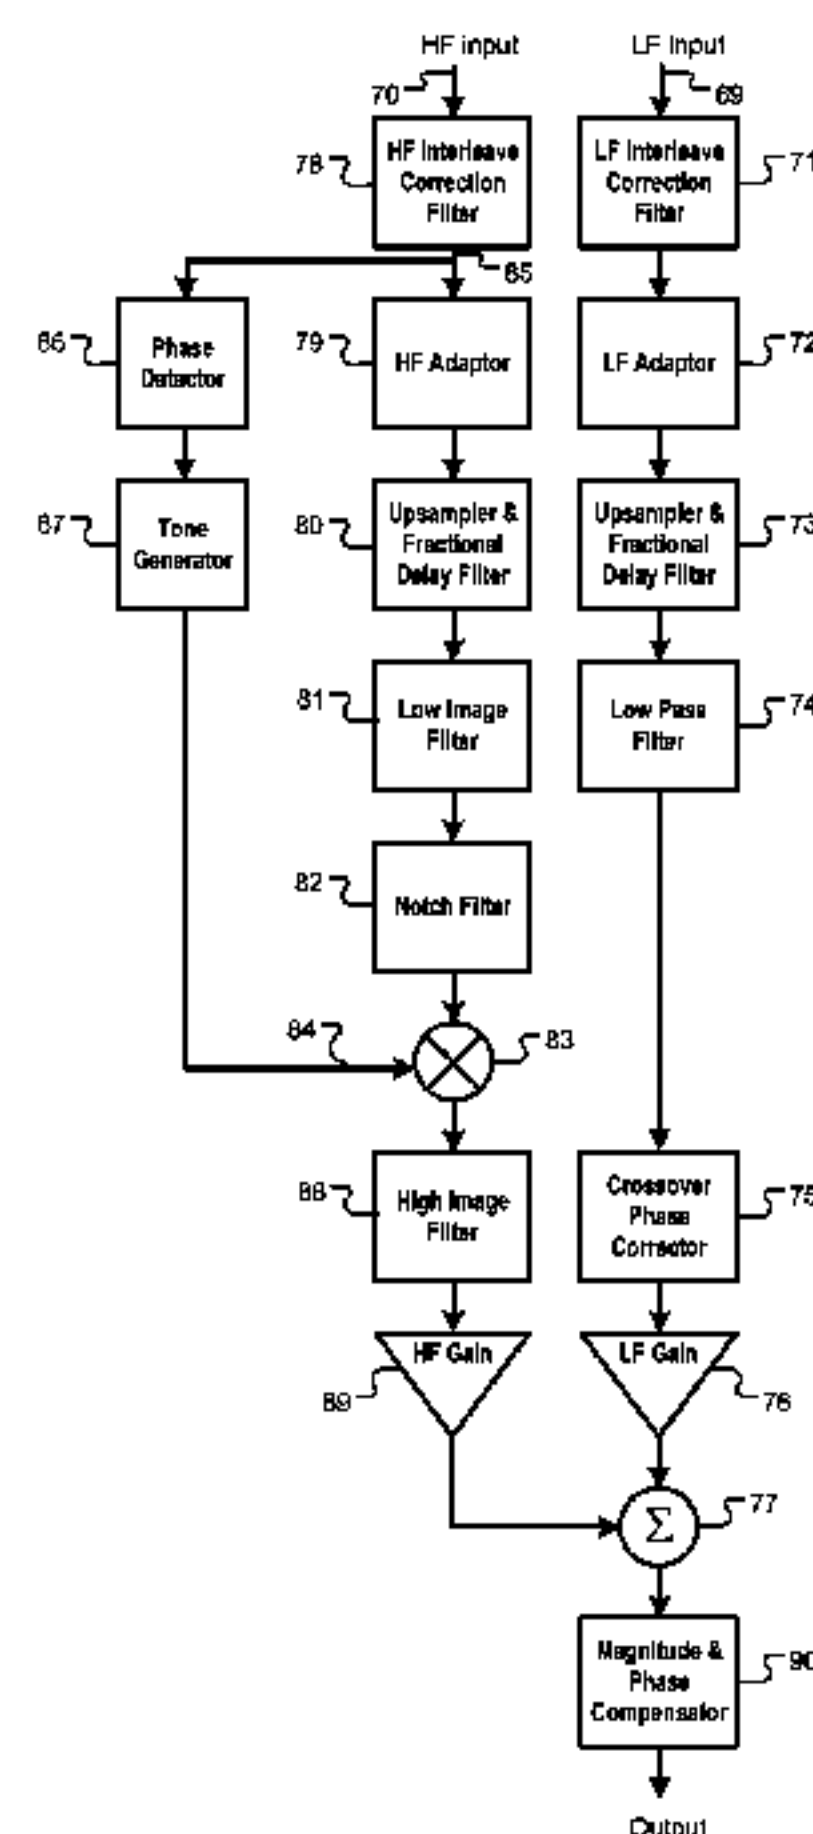 HF input
LF Input
70
69
78
HF Interleave
Correction
Filter
LF Interleave
Correction
Filter
71
85
86
Phase
Detector
79
HF Adaptor
LF Adaptor
72
87
Tone
Generator
80
Upsampler &
Fractional
Delay Filter
Upsampler &
Fractional
Delay Filter
73
81
Low Image
Filter
Low Pass
Filter
74
82
Notch Filter
84
83
88
High Image
Filter
Crossover
Phase
Corrector
75
HF Gain
LF Gain
89
76
Σ
77
Magnitude &
Phase
Compensator
90
Output